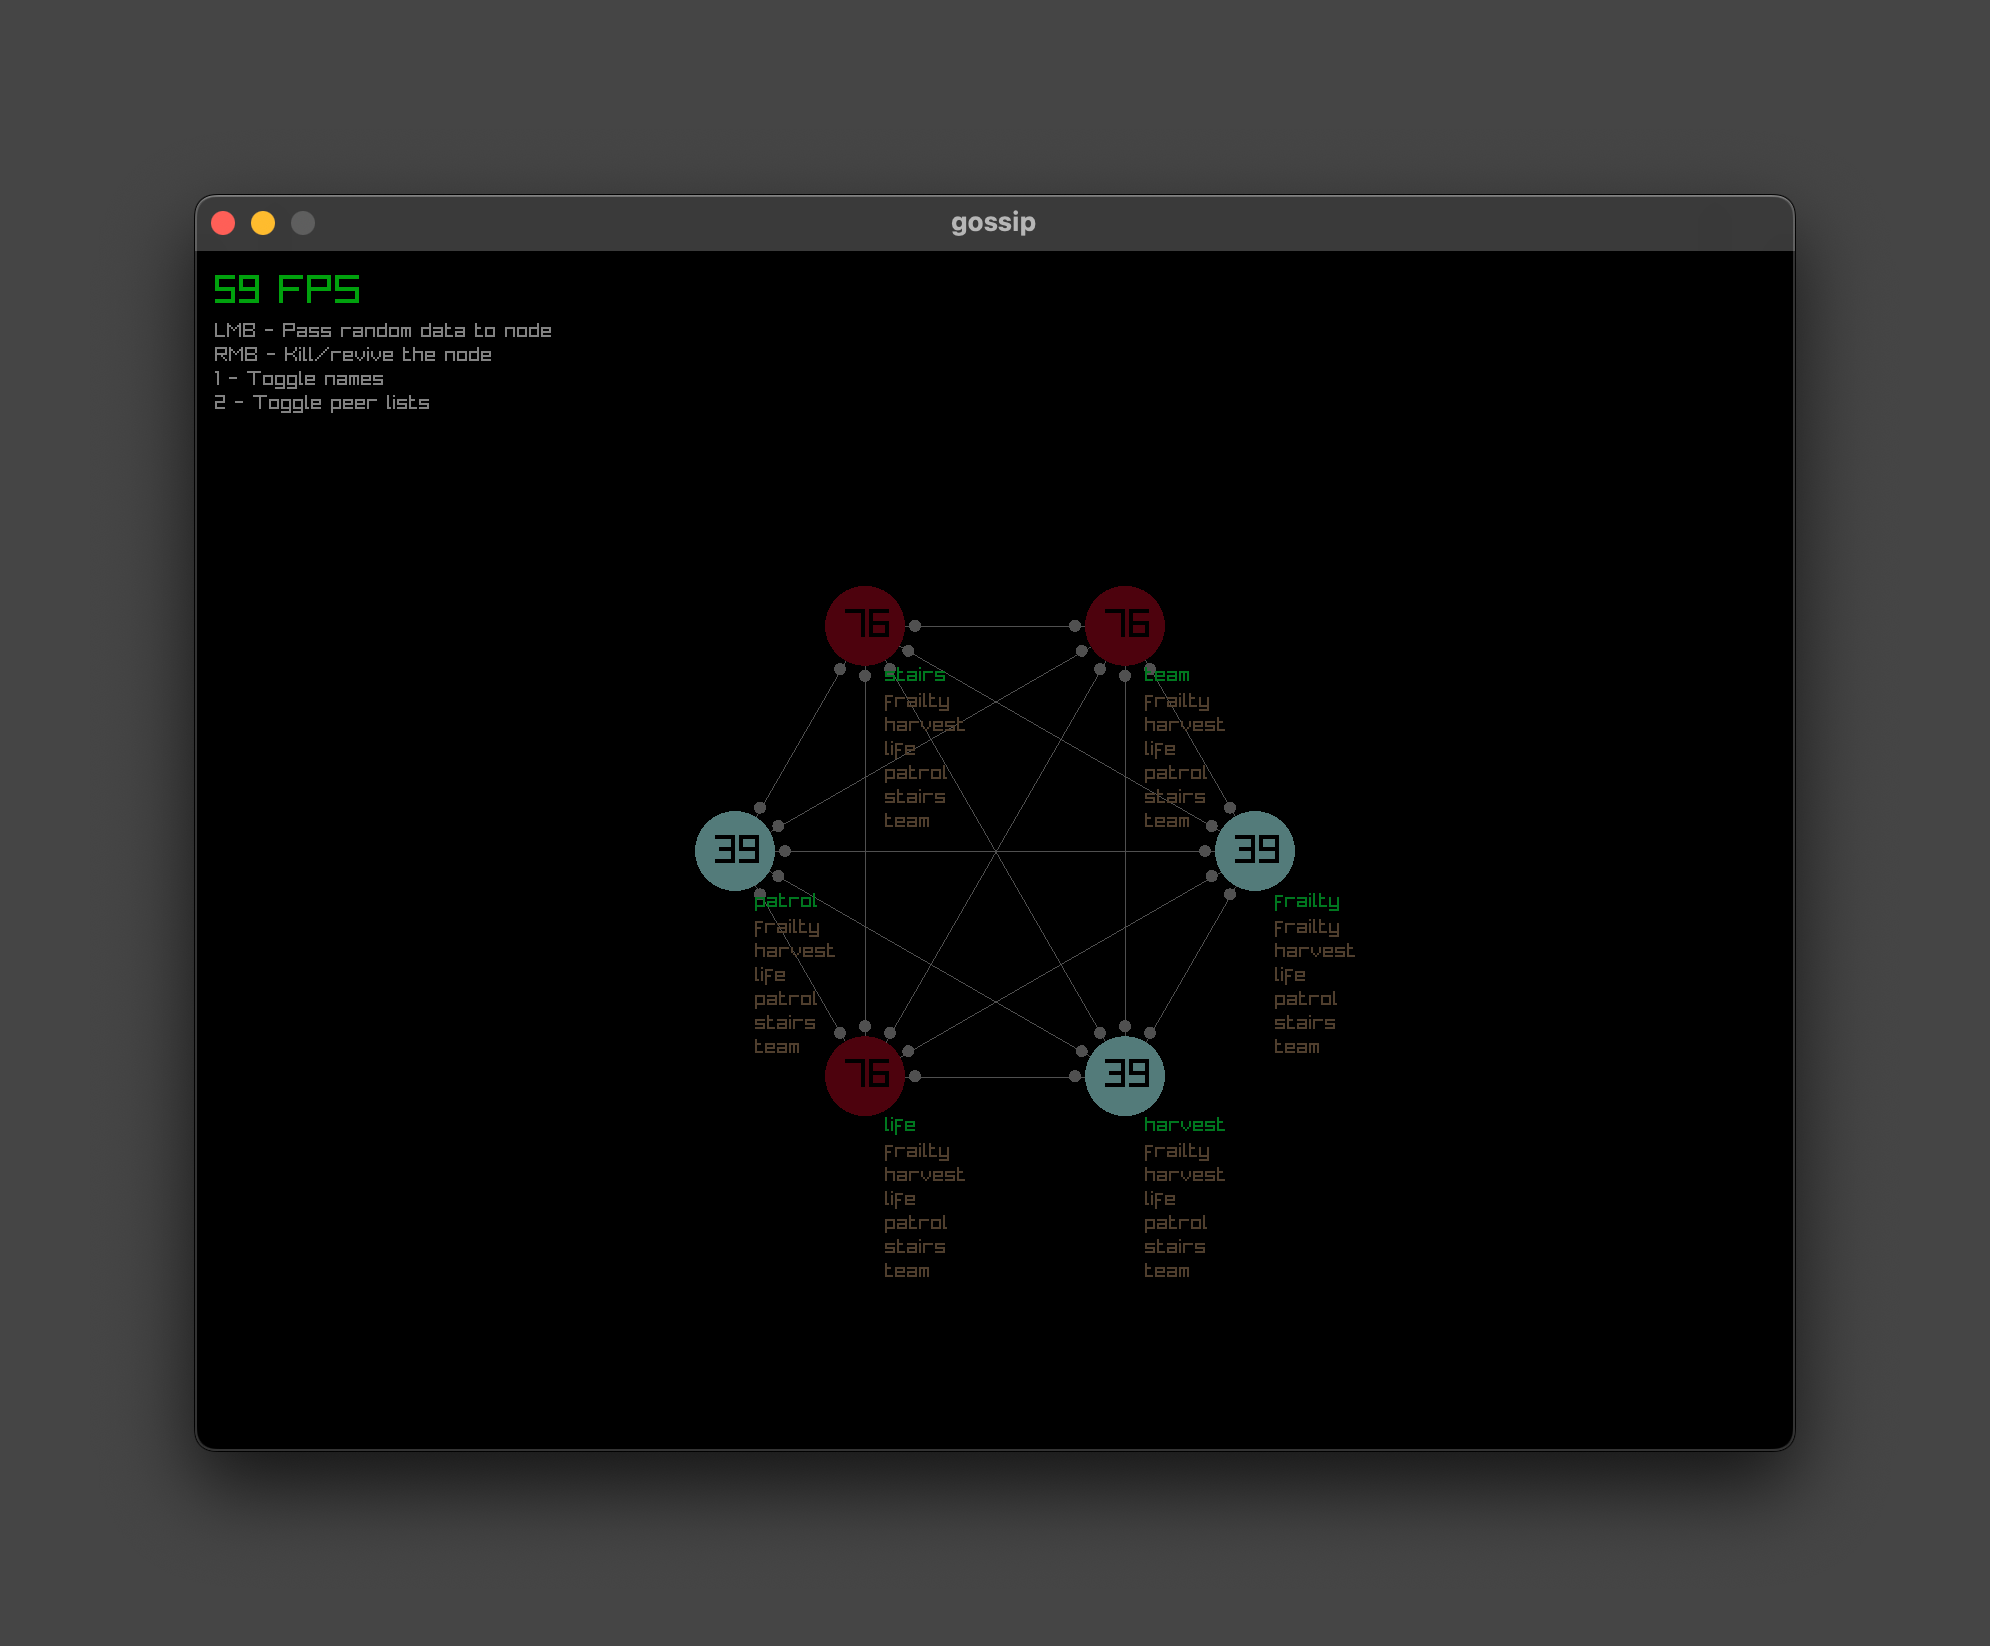 gossip
59 FPS
LMB - Pass random data to node
RMB - Kill/revive the node
1 - Toggle names
2 - Toggle peer lists
76
stairs
frailty
harvest
life
patrol
stairs
team
76
team
frailty
harvest
life
patrol
stairs
team
39
patrol
frailty
harvest
life
patrol
stairs
team
39
frailty
frailty
harvest
life
patrol
stairs
team
76
life
frailty
harvest
life
patrol
stairs
team
39
harvest
frailty
harvest
life
patrol
stairs
team